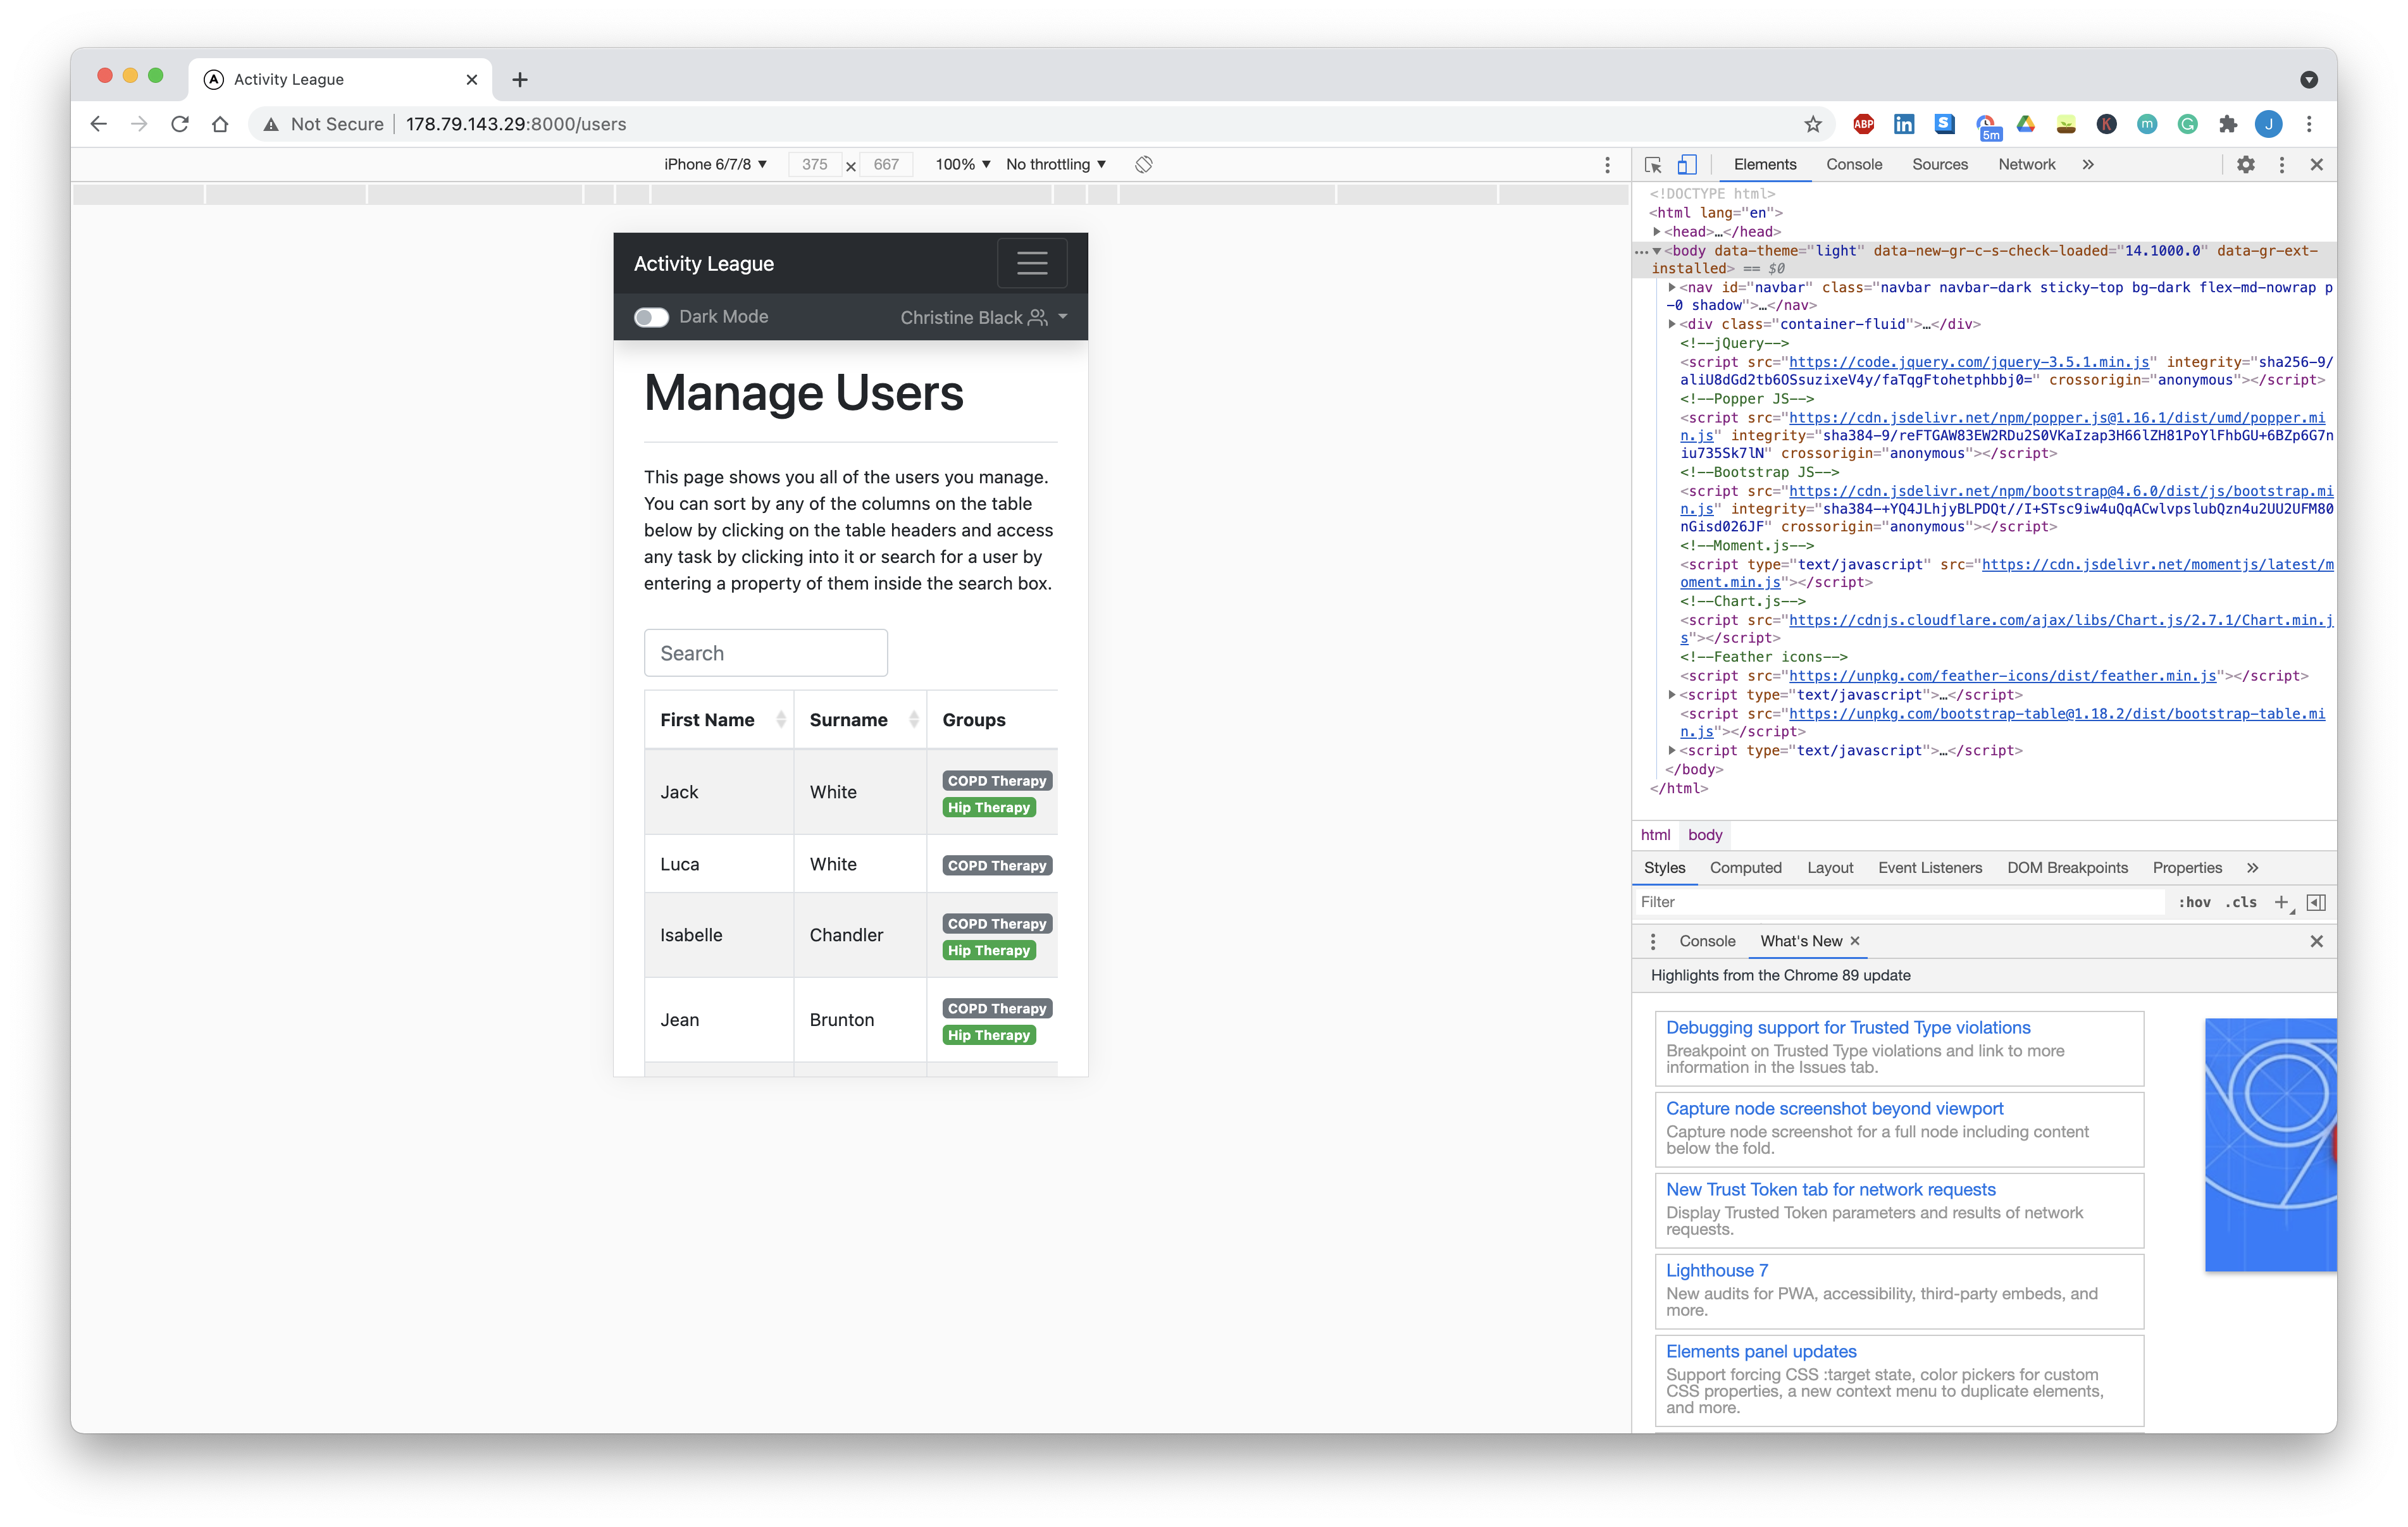 Activity League
Not Secure | 178.79.143.29:8000/users
ABP
in
S
5m
K
m
G
J
iPhone 6/7/8 ▼ 375 × 667 100% ▼ No throttling ▼
Activity League
Dark Mode
Christine Black
Manage Users
This page shows you all of the users you manage.
You can sort by any of the columns on the table
below by clicking on the table headers and access
any task by clicking into it or search for a user by
entering a property of them inside the search box.
Search
First Name Surname Groups
Jack White COPD Therapy
Hip Therapy
Luca White COPD Therapy
Isabelle Chandler COPD Therapy
Hip Therapy
Jean Brunton COPD Therapy
Hip Therapy
Elements Console Sources Network »
<!DOCTYPE html>
<html lang="en">
▶<head>…</head>
…▼<body data-theme="light" data-new-gr-c-s-check-loaded="14.1000.0" data-gr-ext-
installed> == $0
▶<nav id="navbar" class="navbar navbar-dark sticky-top bg-dark flex-md-nowrap p
-0 shadow">…</nav>
▶<div class="container-fluid">…</div>
<!--jQuery-->
<script src="https://code.jquery.com/jquery-3.5.1.min.js" integrity="sha256-9/
aliU8dGd2tb6OSsuzixeV4y/faTqgFtohetphbbj0=" crossorigin="anonymous"></script>
<!--Popper JS-->
<script src="https://cdn.jsdelivr.net/npm/popper.js@1.16.1/dist/umd/popper.mi
n.js" integrity="sha384-9/reFTGAW83EW2RDu2S0VKaIzap3H66lZH81PoYlFhbGU+6BZp6G7n
iu735Sk7lN" crossorigin="anonymous"></script>
<!--Bootstrap JS-->
<script src="https://cdn.jsdelivr.net/npm/bootstrap@4.6.0/dist/js/bootstrap.mi
n.js" integrity="sha384-+YQ4JLhjyBLPDQt//I+STsc9iw4uQqACwlvpslubQzn4u2UU2UFM80
nGisd026JF" crossorigin="anonymous"></script>
<!--Moment.js-->
<script type="text/javascript" src="https://cdn.jsdelivr.net/momentjs/latest/m
oment.min.js"></script>
<!--Chart.js-->
<script src="https://cdnjs.cloudflare.com/ajax/libs/Chart.js/2.7.1/Chart.min.j
s"></script>
<!--Feather icons-->
<script src="https://unpkg.com/feather-icons/dist/feather.min.js"></script>
▶<script type="text/javascript">…</script>
<script src="https://unpkg.com/bootstrap-table@1.18.2/dist/bootstrap-table.mi
n.js"></script>
▶<script type="text/javascript">…</script>
</body>
</html>
html body
Styles Computed Layout Event Listeners DOM Breakpoints Properties »
Filter :hov .cls +
Console What's New ×
Highlights from the Chrome 89 update
Debugging support for Trusted Type violations
Breakpoint on Trusted Type violations and link to more
information in the Issues tab.
Capture node screenshot beyond viewport
Capture node screenshot for a full node including content
below the fold.
New Trust Token tab for network requests
Display Trusted Token parameters and results of network
requests.
Lighthouse 7
New audits for PWA, accessibility, third-party embeds, and
more.
Elements panel updates
Support forcing CSS :target state, color pickers for custom
CSS properties, a new context menu to duplicate elements,
and more.